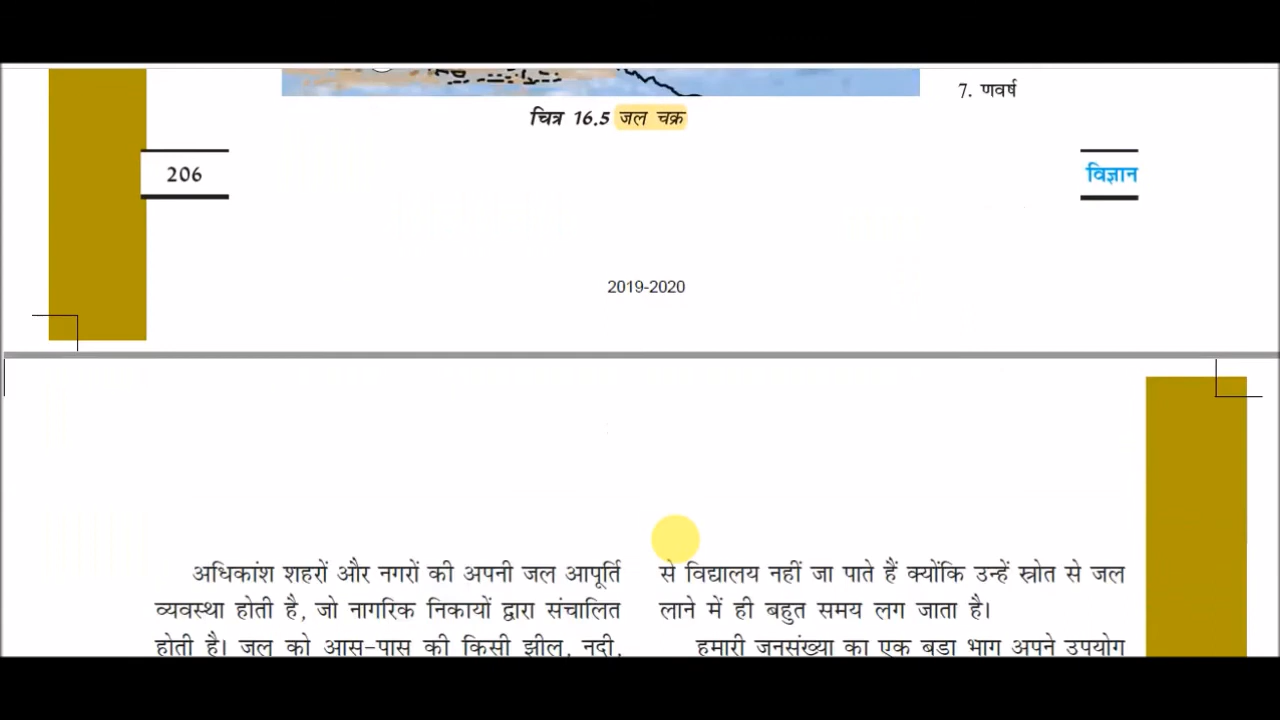 7. णवर्ष
चित्र 16.5 जल चक्र
206
विज्ञान
2019-2020
अधिकांश शहरों और नगरों की अपनी जल आपूर्ति
व्यवस्था होती है, जो नागरिक निकायों द्वारा संचालित
होती है। जल को आस-पास की किसी झील, नदी,
से विद्यालय नहीं जा पाते हैं क्योंकि उन्हें स्रोत से जल
लाने में ही बहुत समय लग जाता है।
हमारी जनसंख्या का एक बडा भाग अपने उपयोग